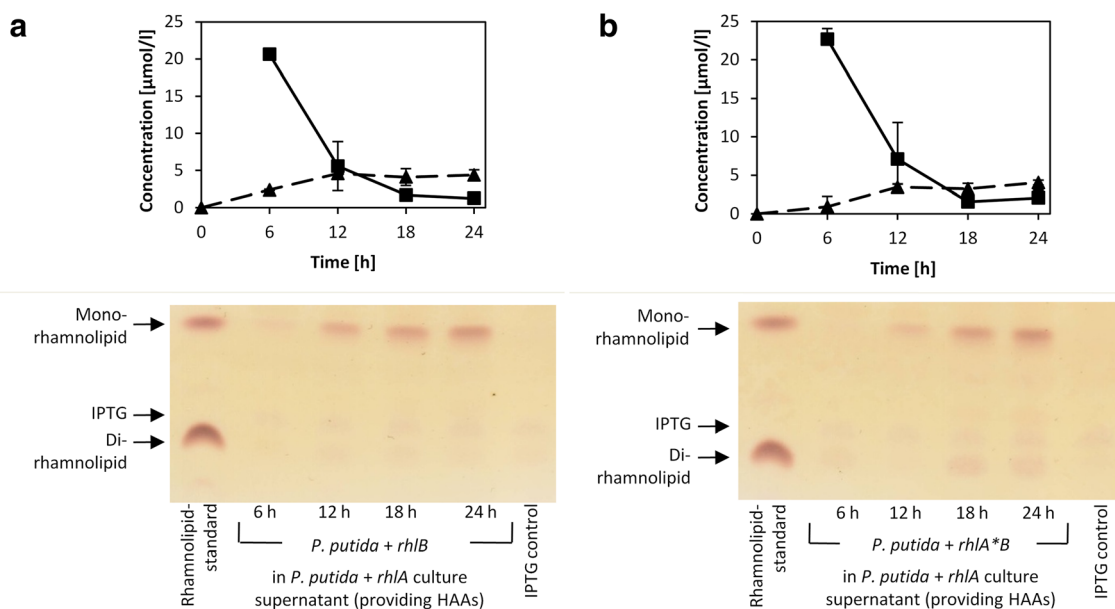 a
Concentration [µmol/l]
25
20
15
10
5
0
0 6 12 18 24
Time [h]
Mono-
rhamnolipid
IPTG
Di-
rhamnolipid
Rhamnolipid-
standard
6 h 12 h 18 h 24 h
P. putida + rhlB
in P. putida + rhlA culture
supernatant (providing HAAs)
IPTG control
b
Concentration [µmol/l]
25
20
15
10
5
0
0 6 12 18 24
Time [h]
Mono-
rhamnolipid
IPTG
Di-
rhamnolipid
Rhamnolipid-
standard
6 h 12 h 18 h 24 h
P. putida + rhlA*B
in P. putida + rhlA culture
supernatant (providing HAAs)
IPTG control